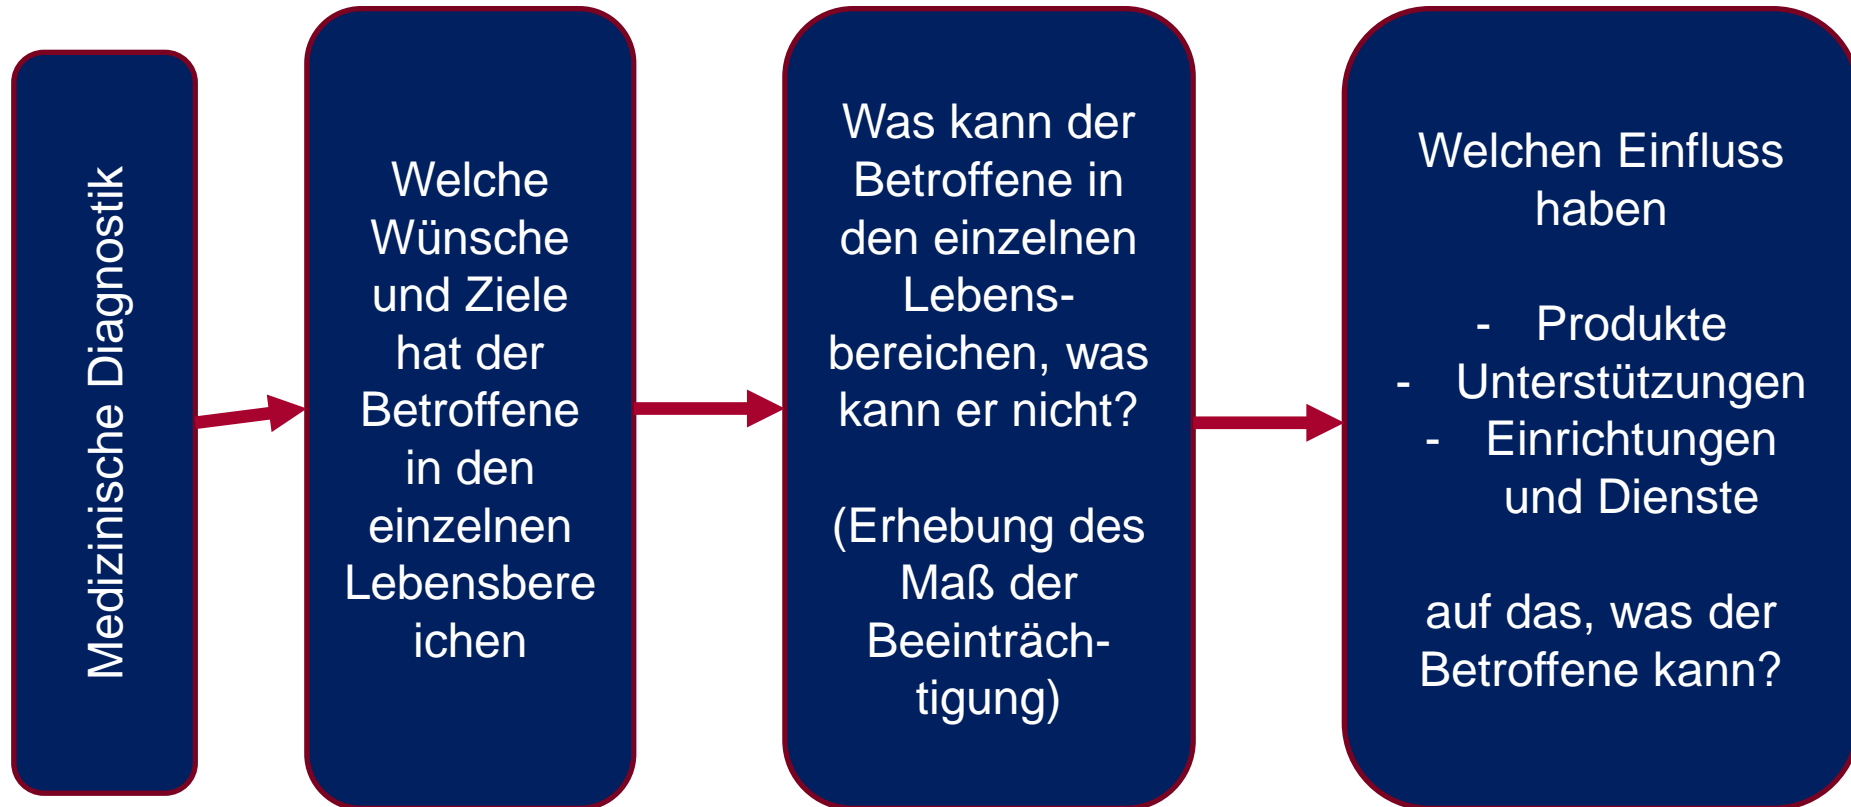 Medizinische Diagnostik
Welche
Wünsche
und Ziele
hat der
Betroffene
in den
einzelnen
Lebensbere
ichen
Was kann der
Betroffene in
den einzelnen
Lebens-
bereichen, was
kann er nicht?
(Erhebung des
Maß der
Beeinträch-
tigung)
Welchen Einfluss
haben
- Produkte
- Unterstützungen
- Einrichtungen
und Dienste
auf das, was der
Betroffene kann?